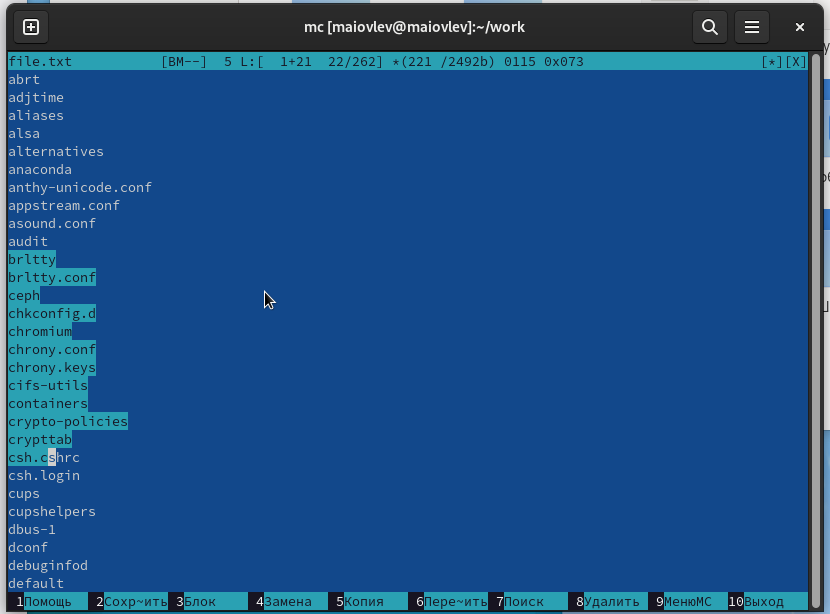 mc [maiovlev@maiovlev]:~/work
file.txt [BM--] 5 L:[ 1+21 22/262] *(221 /2492b) 0115 0x073 [*][X]
abrt
adjtime
aliases
alsa
alternatives
anaconda
anthy-unicode.conf
appstream.conf
asound.conf
audit
brltty
brltty.conf
ceph
chkconfig.d
chromium
chrony.conf
chrony.keys
cifs-utils
containers
crypto-policies
crypttab
csh.cshrc
csh.login
cups
cupshelpers
dbus-1
dconf
debuginfod
default
1Помощь 2Сохр~ить 3Блок 4Замена 5Копия 6Пере~ить 7Поиск 8Удалить 9МенюMC 10Выход